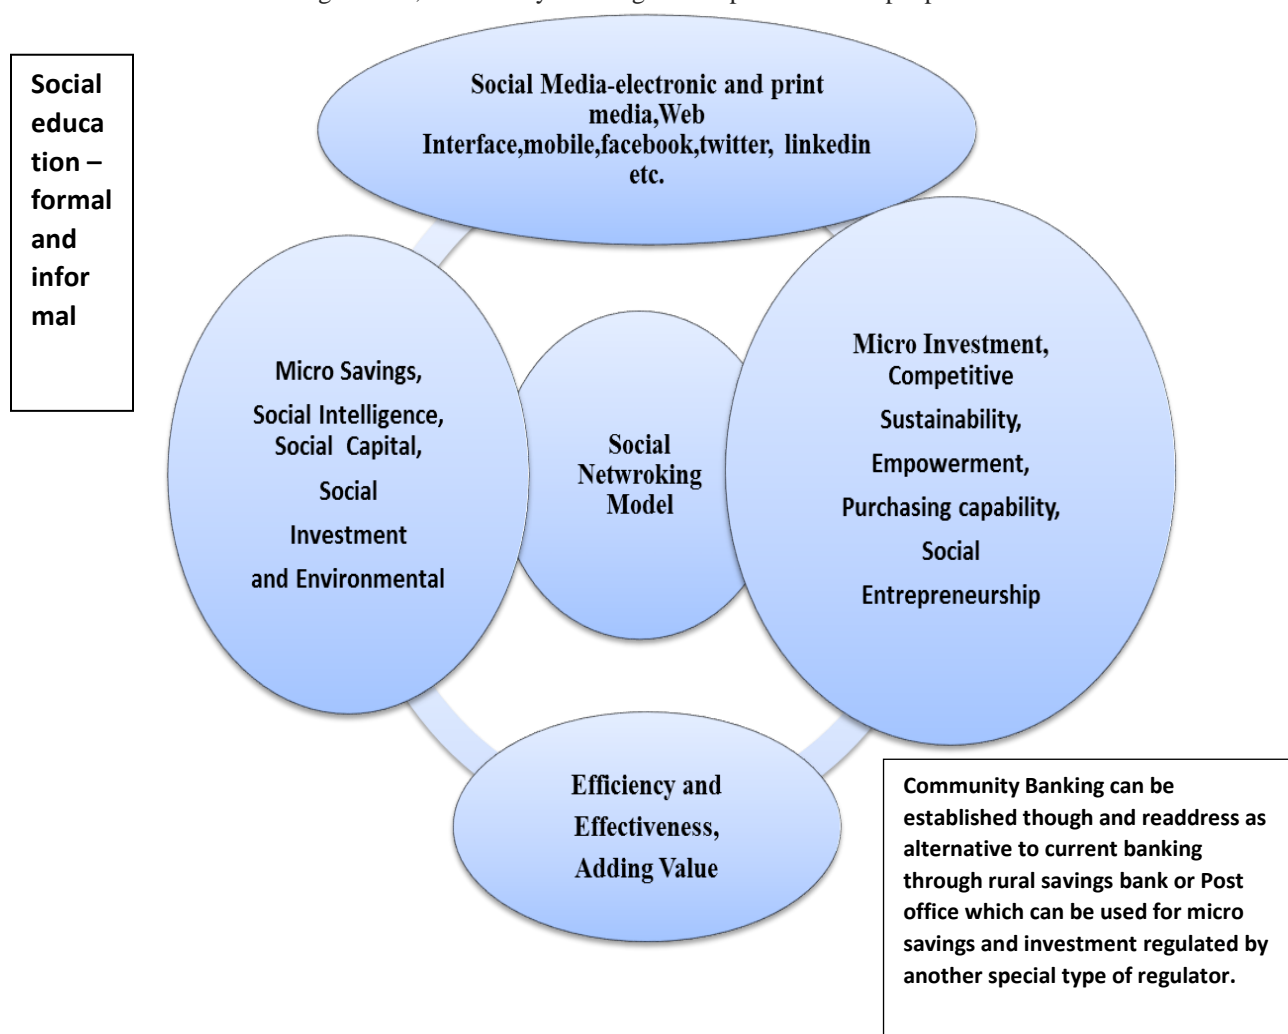 Social Media-electronic and print
media,Web
Interface,mobile,facebook,twitter, linkedin
etc.
Social
educa
tion –
formal
and
infor
mal
Micro Savings,
Social Intelligence,
Social Capital,
Social
Investment
and Environmental
Social
Netwroking
Model
Micro Investment,
Competitive
Sustainability,
Empowerment,
Purchasing capability,
Social
Entrepreneurship
Efficiency and
Effectiveness,
Adding Value
Community Banking can be
established though and readdress as
alternative to current banking
through rural savings bank or Post
office which can be used for micro
savings and investment regulated by
another special type of regulator.